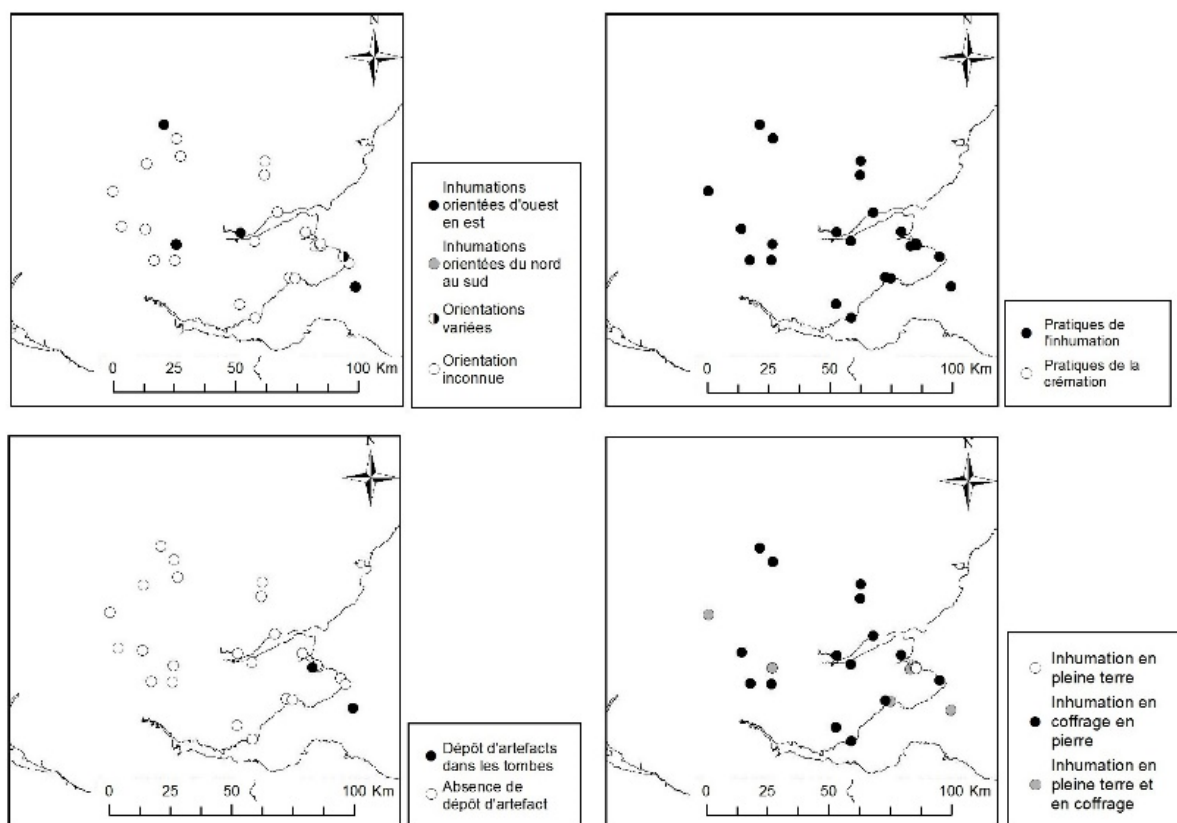 N
0 25 50 100 Km
Inhumations
orientées d'ouest
en est
Inhumations
orientées du nord
au sud
Orientations
variées
Orientation
inconnue
N
0 25 50 100 Km
Pratiques de
l'inhumation
Pratiques de la
crémation
N
0 25 50 100 Km
Dépôt d'artefacts
dans les tombes
Absence de
dépôt d'artefact
N
0 25 50 100 Km
Inhumation en
pleine terre
Inhumation en
coffrage en
pierre
Inhumation en
pleine terre et
en coffrage